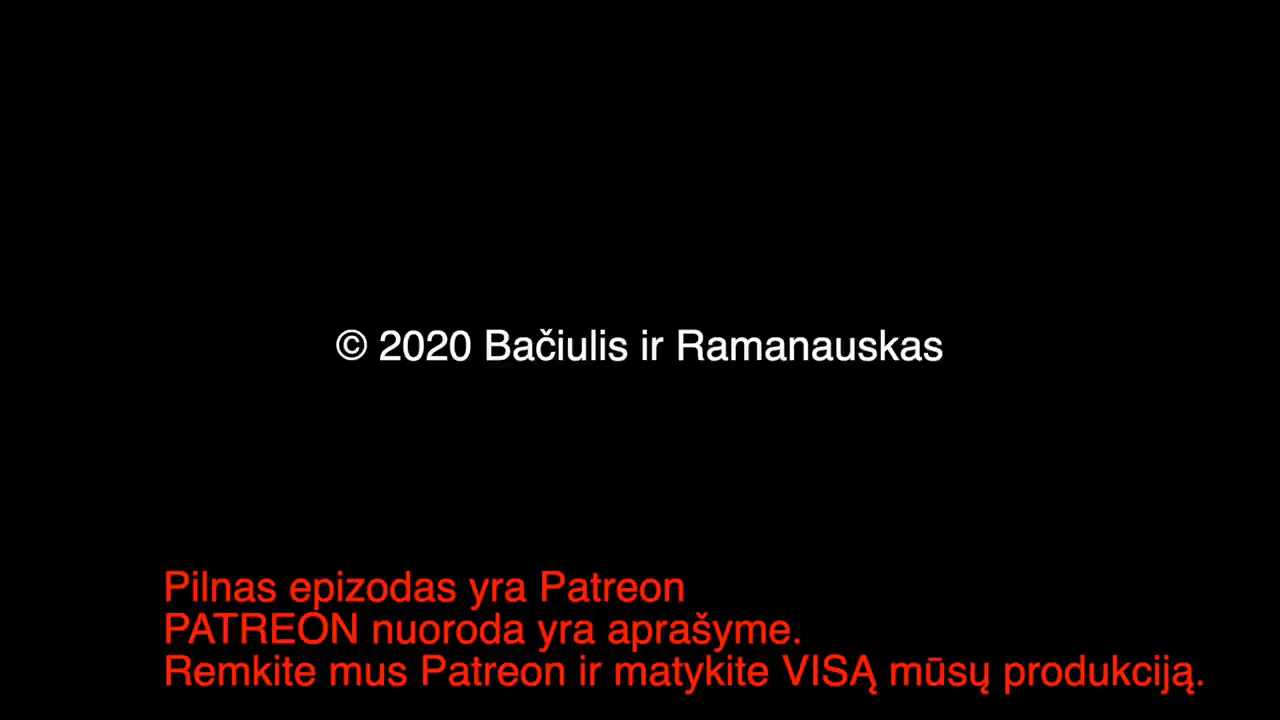 © 2020 Bačiulis ir Ramanauskas
Pilnas epizodas yra Patreon
PATREON nuoroda yra aprašyme.
Remkite mus Patreon ir matykite VISĄ mūsų produkciją.